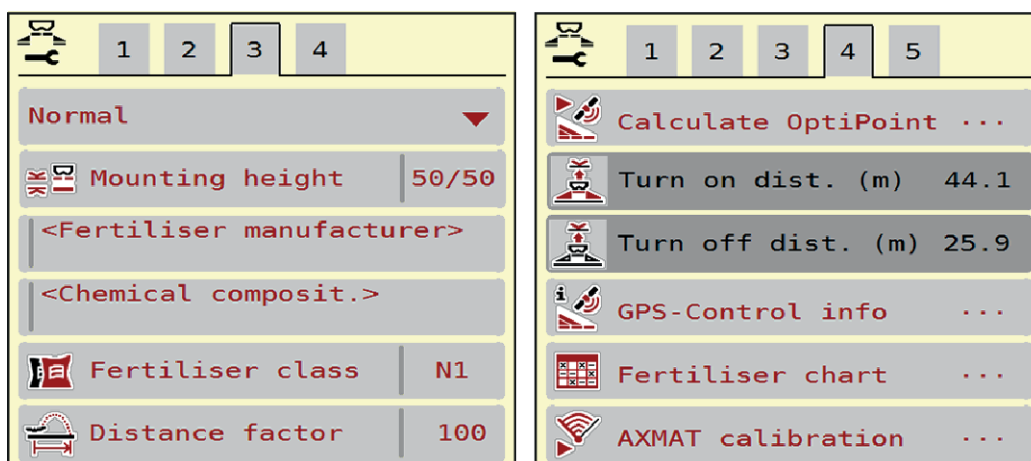 1 2 3 4
Normal
Mounting height 50/50
<Fertiliser manufacturer>
<Chemical composit.>
Fertiliser class N1
Distance factor 100
1 2 3 4 5
Calculate OptiPoint ...
Turn on dist. (m) 44.1
Turn off dist. (m) 25.9
GPS-Control info ...
Fertiliser chart ...
AXMAT calibration ...